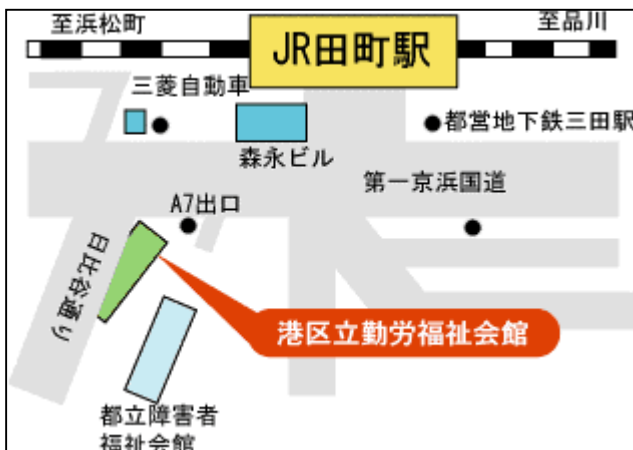 至浜松町
至品川
JR田町駅
三菱自動車
都営地下鉄三田駅
森永ビル
第一京浜国道
A7出口
日比谷通り
港区立勤労福祉会館
都立障害者
福祉会館